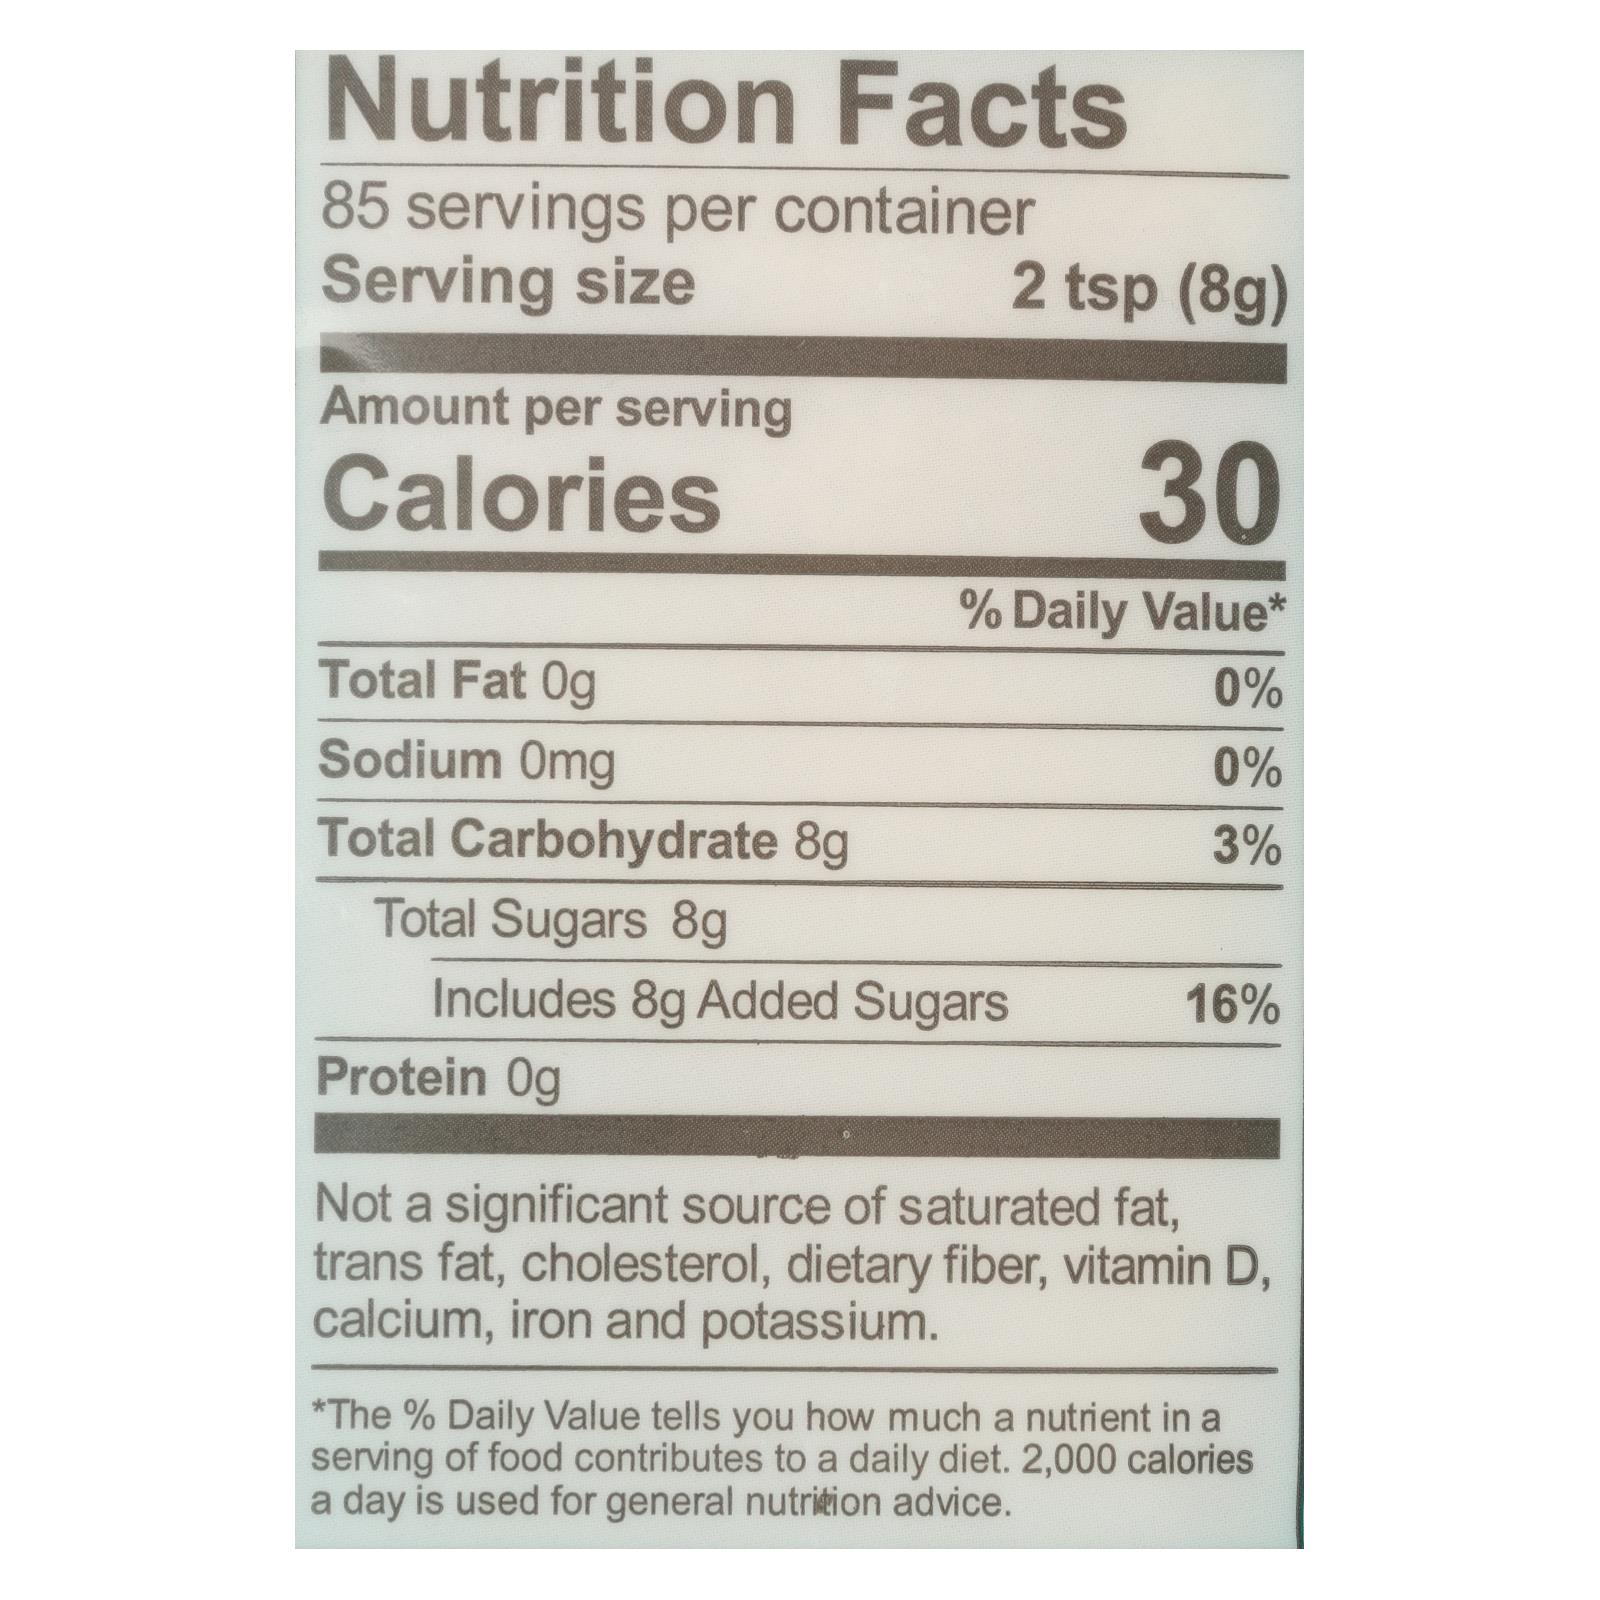 Nutrition Facts
85 servings per container
Serving size 2 tsp (8g)
Amount per serving
Calories 30
% Daily Value*
Total Fat 0g 0%
Sodium 0mg 0%
Total Carbohydrate 8g 3%
Total Sugars 8g
Includes 8g Added Sugars 16%
Protein 0g
Not a significant source of saturated fat,
trans fat, cholesterol, dietary fiber, vitamin D,
calcium, iron and potassium.
*The % Daily Value tells you how much a nutrient in a
serving of food contributes to a daily diet. 2,000 calories
a day is used for general nutrition advice.